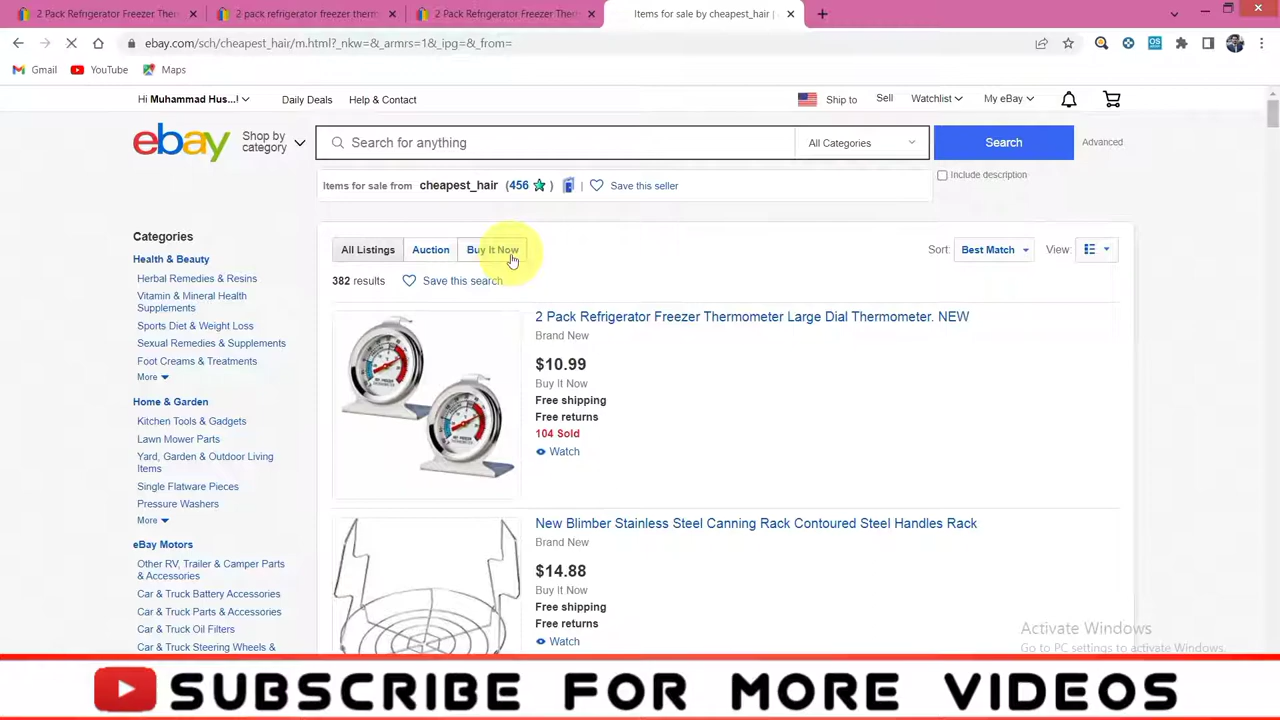 2 Pack Refrigerator Freezer Therm
2 pack refrigerator freezer therm
2 Pack Refrigerator Freezer Therm
Items for sale by cheapest_hair |
ebay.com/sch/cheapest_hair/m.html?_nkw=&_armrs=1&_ipg=&_from=
Gmail
YouTube
Maps
Hi Muhammad Hus...!
Daily Deals
Help & Contact
Ship to
Sell
Watchlist
My eBay
ebay
Shop by
category
Search for anything
All Categories
Search
Advanced
Include description
Items for sale from cheapest_hair (456 ) | Save this seller
Categories
Health & Beauty
Herbal Remedies & Resins
Vitamin & Mineral Health
Supplements
Sports Diet & Weight Loss
Sexual Remedies & Supplements
Foot Creams & Treatments
More
Home & Garden
Kitchen Tools & Gadgets
Lawn Mower Parts
Yard, Garden & Outdoor Living
Items
Single Flatware Pieces
Pressure Washers
More
eBay Motors
Other RV, Trailer & Camper Parts
& Accessories
Car & Truck Battery Accessories
Car & Truck Parts & Accessories
Car & Truck Oil Filters
Car & Truck Steering Wheels &
All Listings
Auction
Buy It Now
Sort: Best Match
View:
382 results
Save this search
2 Pack Refrigerator Freezer Thermometer Large Dial Thermometer. NEW
Brand New
$10.99
Buy It Now
Free shipping
Free returns
104 Sold
Watch
New Blimber Stainless Steel Canning Rack Contoured Steel Handles Rack
Brand New
$14.88
Buy It Now
Free shipping
Free returns
Watch
Activate Windows
Go to PC settings to activate Windows.
SUBSCRIBE FOR MORE VIDEOS